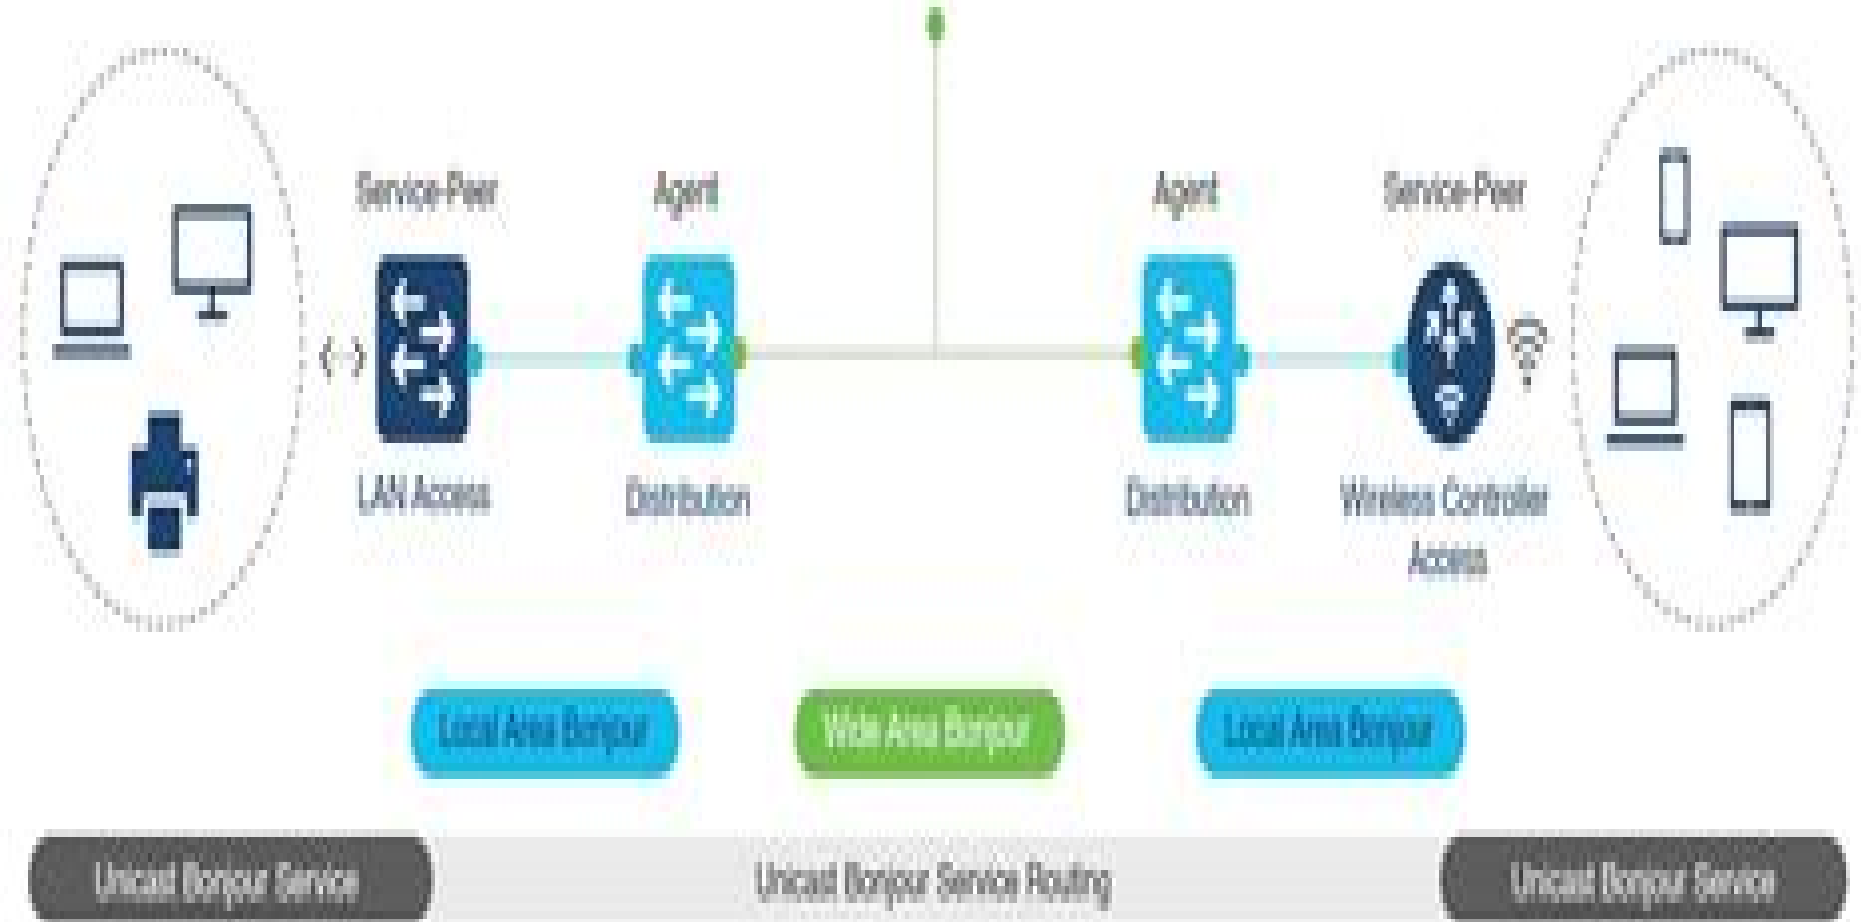 Service-Peer
Agent
Agent
Service-Peer
LAN Access
Distribution
Distribution
Wireless Controller
Access
Local Area Bonjour
Wide Area Bonjour
Local Area Bonjour
Unicast Bonjour Service
Unicast Bonjour Service Routing
Unicast Bonjour Service